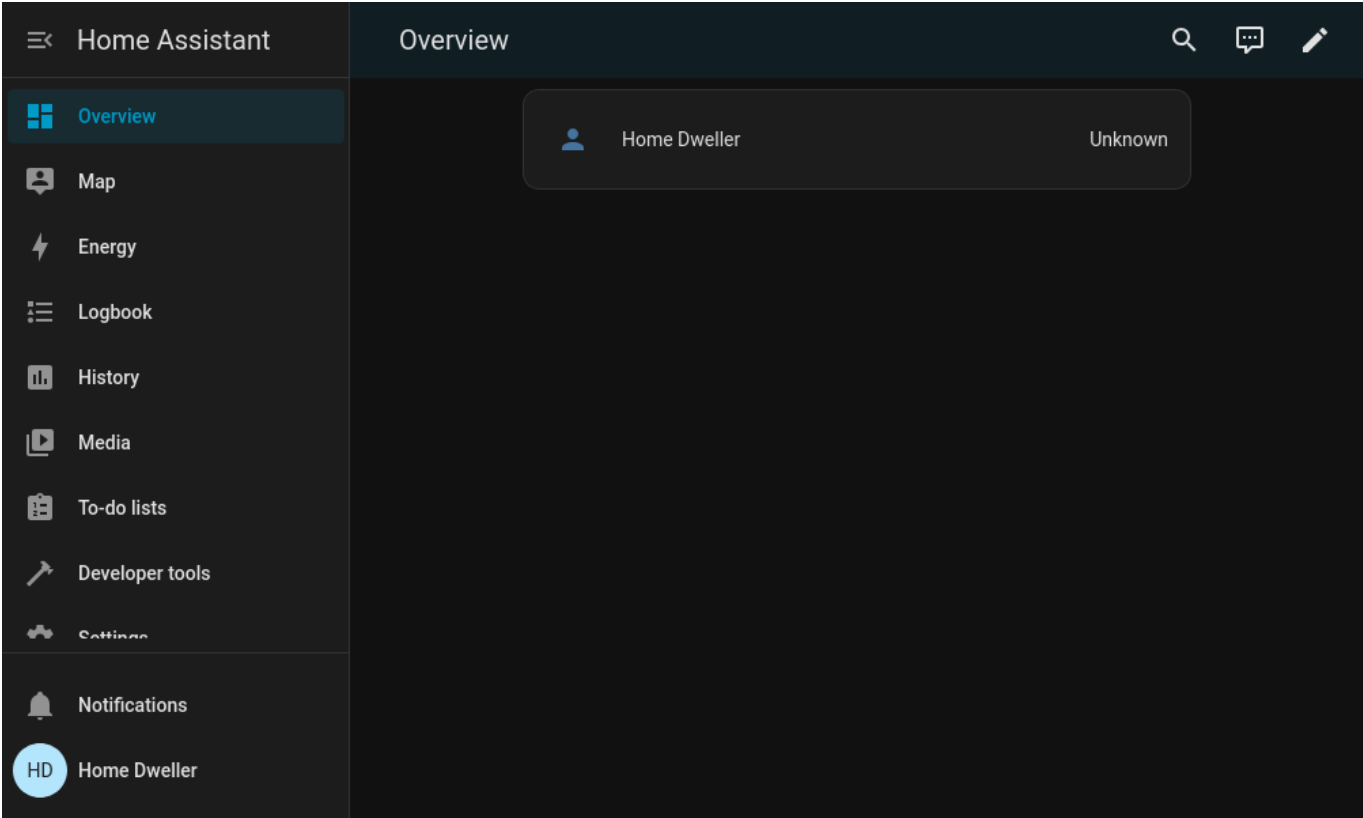 Home Assistant
Overview
Overview
Home Dweller
Unknown
Map
Energy
Logbook
History
Media
To-do lists
Developer tools
Settings
Notifications
HD
Home Dweller